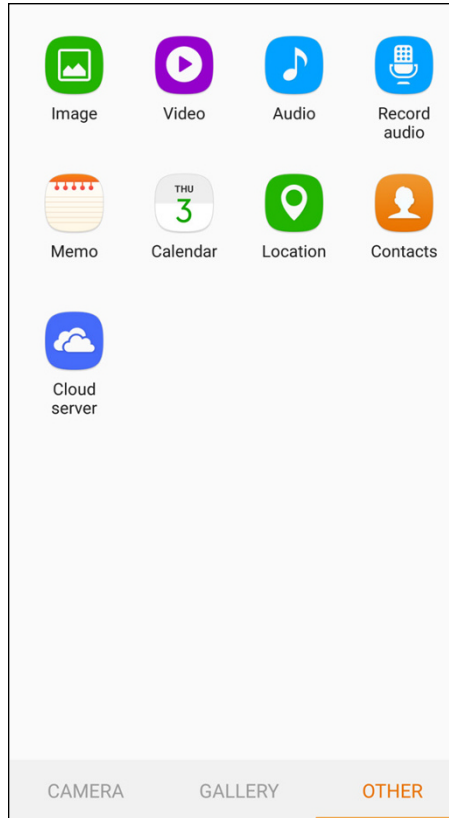 Image
Video
Audio
Record
audio
Memo
THU
3
Calendar
Location
Contacts
Cloud
server
CAMERA
GALLERY
OTHER